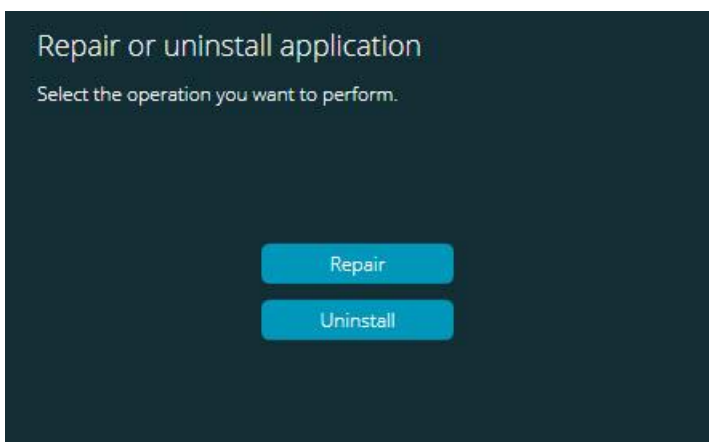 Repair or uninstall application
Select the operation you want to perform.
Repair
Uninstall